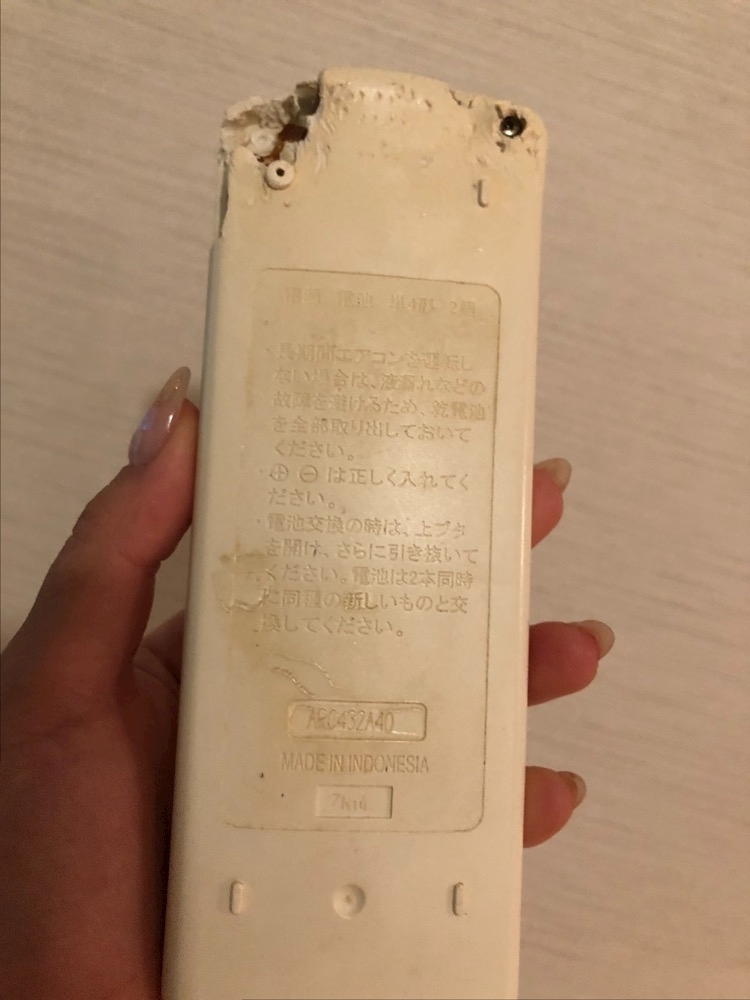 電池 単4形 2個
・長期間エアコンを運転し
ない場合は、液漏れなどの
故障を避けるため、乾電池
を全部取り出しておいて
ください。
・⊕ ⊖ は正しく入れてく
ださい。
・電池交換の時は、上ブタ
を開け、さらに引き抜いて
ください。電池は2本同時
に同種の新しいものと交
換してください。
ARC432A40
MADE IN INDONESIA